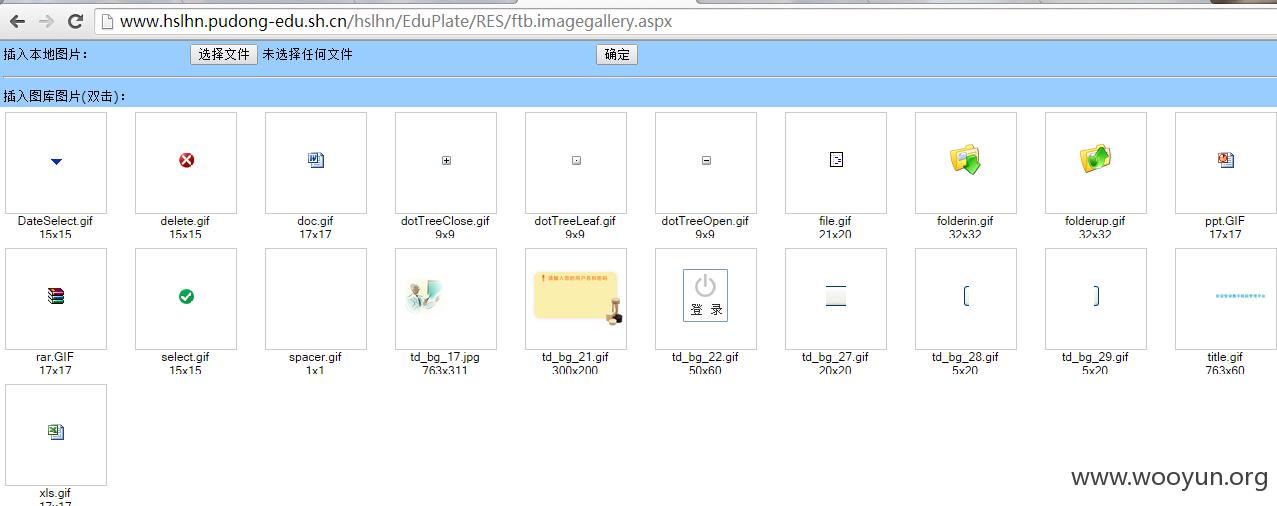 www.hslhn.pudong-edu.sh.cn/hslhn/EduPlate/RES/ftb.imagegallery.aspx
插入本地图片： 选择文件 未选择任何文件 确定
插入图库图片(双击)：
DateSelect.gif delete.gif doc.gif dotTreeClose.gif dotTreeLeaf.gif dotTreeOpen.gif file.gif folderin.gif folderup.gif ppt.GIF
15x15 15x15 17x17 9x9 9x9 9x9 21x20 32x32 32x32 17x17
请输入您的用户名和密码
登 录
rar.GIF select.gif spacer.gif td_bg_17.jpg td_bg_21.gif td_bg_22.gif td_bg_27.gif td_bg_28.gif td_bg_29.gif title.gif
17x17 15x15 1x1 763x311 300x200 50x60 20x20 5x20 5x20 763x60
xls.gif
17x17
www.wooyun.org